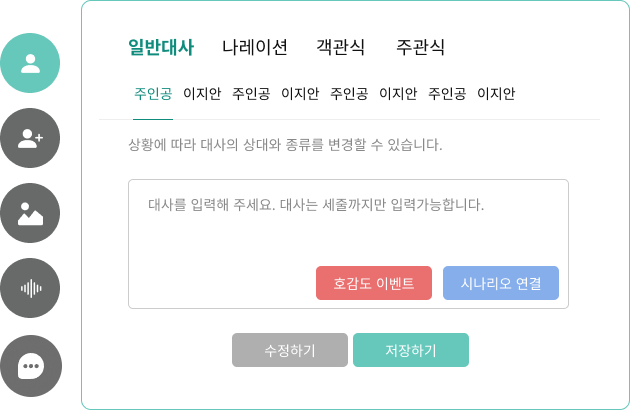 일반대사 나레이션 객관식 주관식
주인공 이지안 주인공 이지안 주인공 이지안 주인공 이지안
상황에 따라 대사의 상대와 종류를 변경할 수 있습니다.
대사를 입력해 주세요. 대사는 세줄까지만 입력가능합니다.
호감도 이벤트 시나리오 연결
수정하기 저장하기